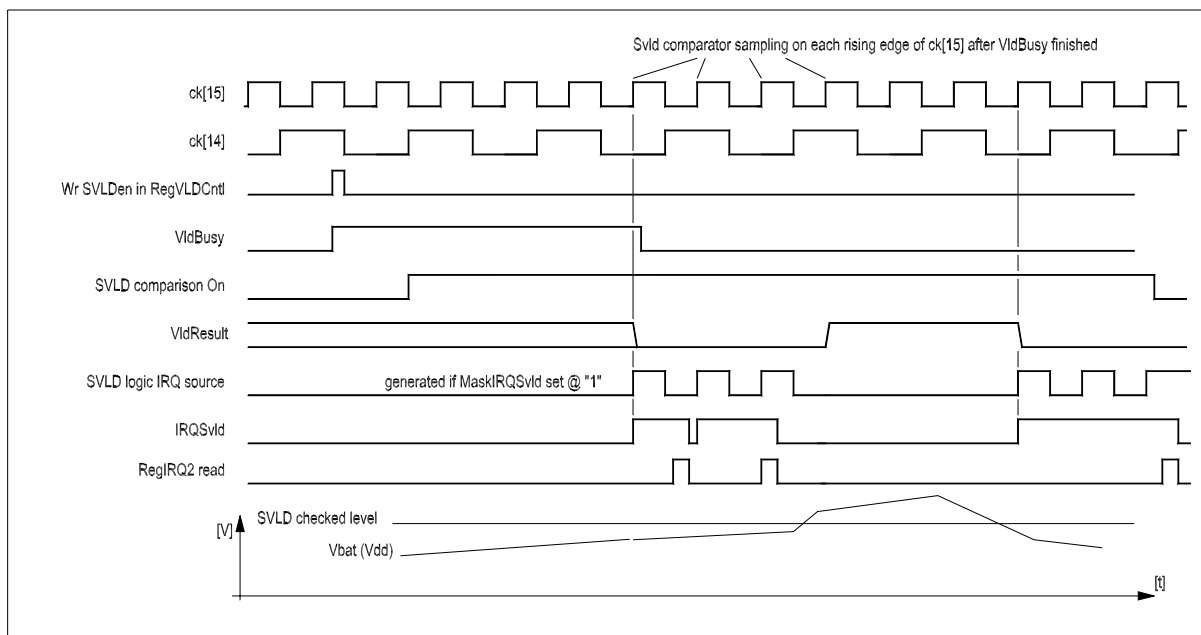 Svld comparator sampling on each rising edge of ck[15] after VldBusy finished
ck[15]
ck[14]
Wr SVLDen in RegVLDCntl
VldBusy
SVLD comparison On
VldResult
SVLD logic IRQ source
generated if MaskIRQSvld set @ "1"
IRQSvld
RegIRQ2 read
[V]
SVLD checked level
Vbat (Vdd)
[t]